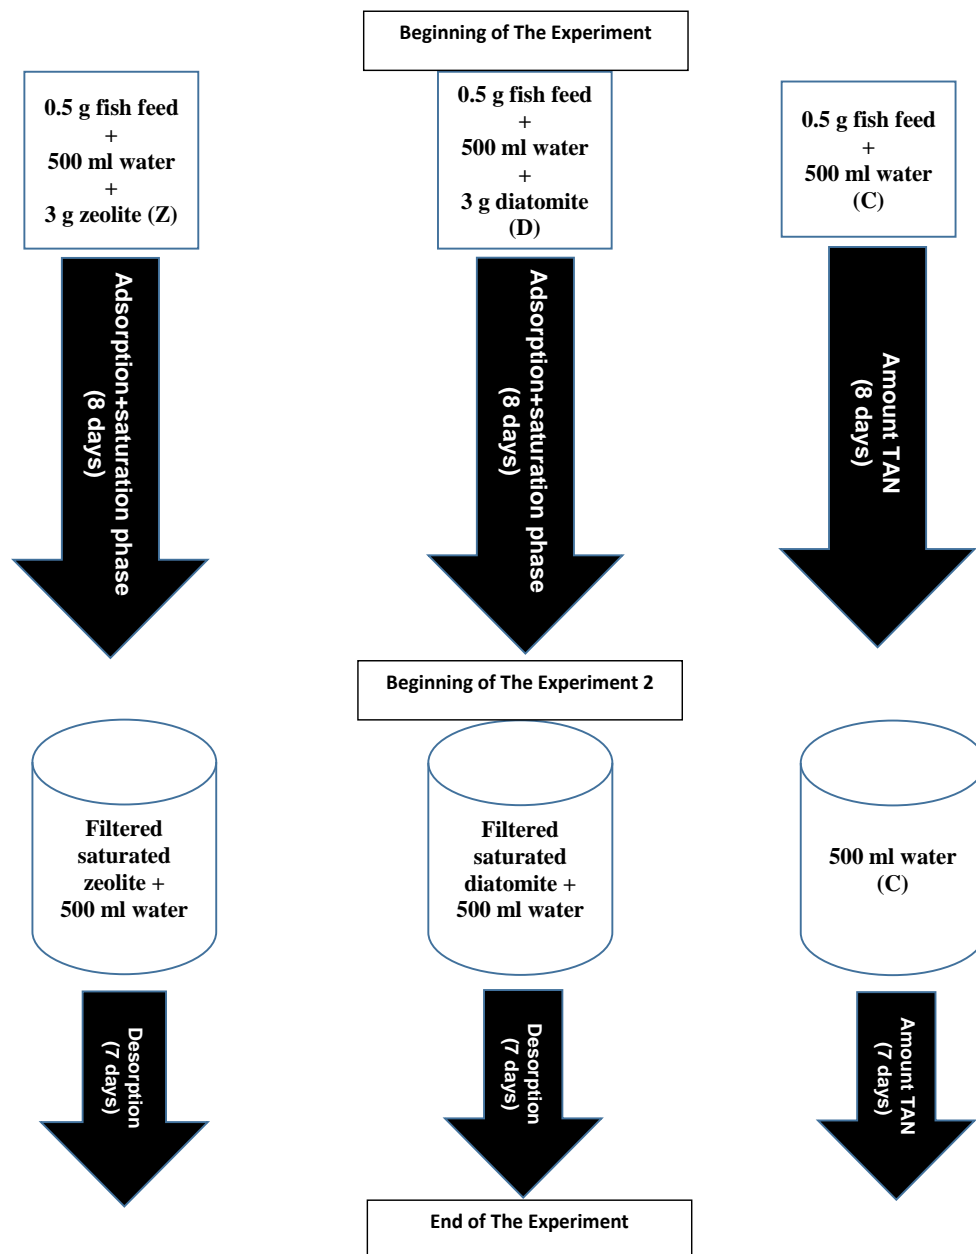 Beginning of The Experiment
0.5 g fish feed
+
500 ml water
+
3 g zeolite (Z)
0.5 g fish feed
+
500 ml water
+
3 g diatomite
(D)
0.5 g fish feed
+
500 ml water
(C)
Adsorption+saturation phase
(8 days)
Adsorption+saturation phase
(8 days)
Amount TAN
(8 days)
Beginning of The Experiment 2
Filtered
saturated
zeolite +
500 ml water
Filtered
saturated
diatomite +
500 ml water
500 ml water
(C)
Desorption
(7 days)
Desorption
(7 days)
Amount TAN
(7 days)
End of The Experiment